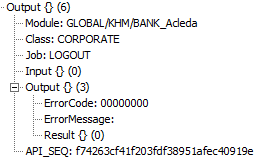 Output {} (6)
Module: GLOBAL/KHM/BANK_Acleda
Class: CORPORATE
Job: LOGOUT
Input {} (0)
Output {} (3)
ErrorCode: 00000000
ErrorMessage:
Result {} (0)
API_SEQ: f74263cf41f203fdf38951afec40919e